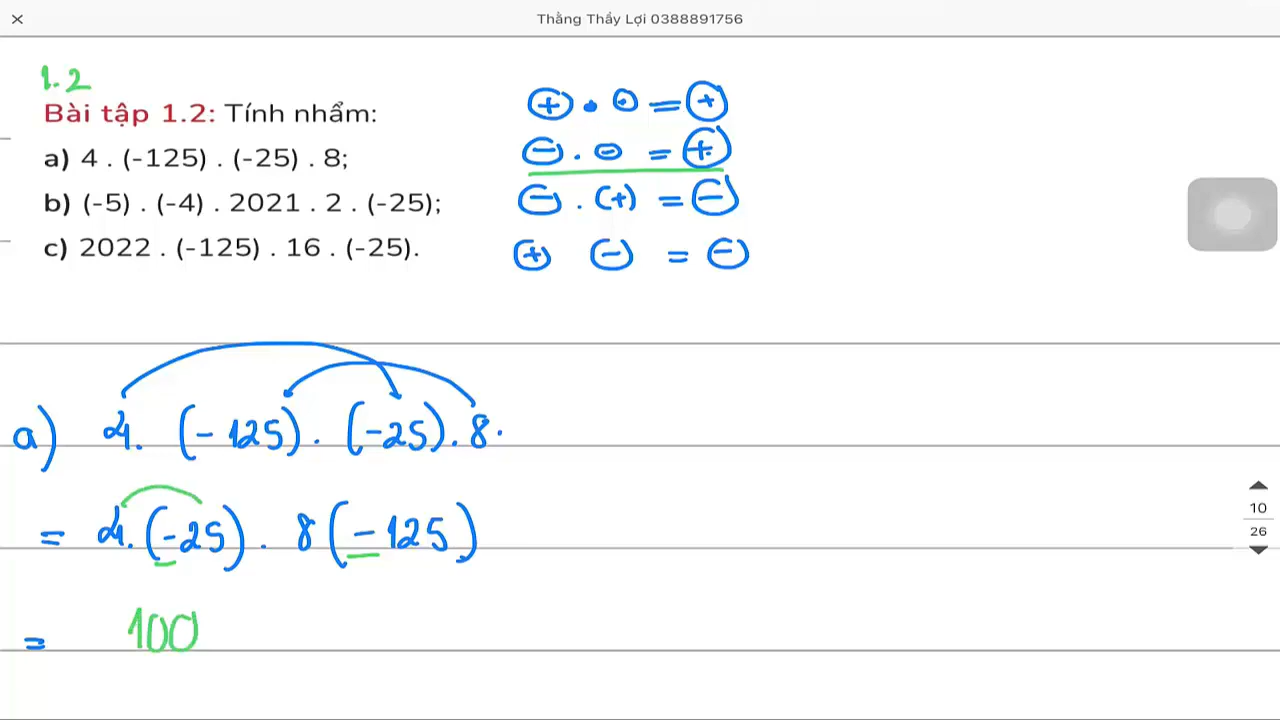 Thằng Thầy Lợi 0388891756
1.2
Bài tập 1.2: Tính nhẩm:
a) 4 . (-125) . (-25) . 8;
b) (-5) . (-4) . 2021 . 2 . (-25);
c) 2022 . (-125) . 16 . (-25).
(+) . (·) = (+)
(-) . (-) = (+)
(-) . (+) = (-)
(+) (-) = (-)
a) 4. (-125) . (-25) . 8.
= 4. (-25) . 8 (-125)
= 100
10
26